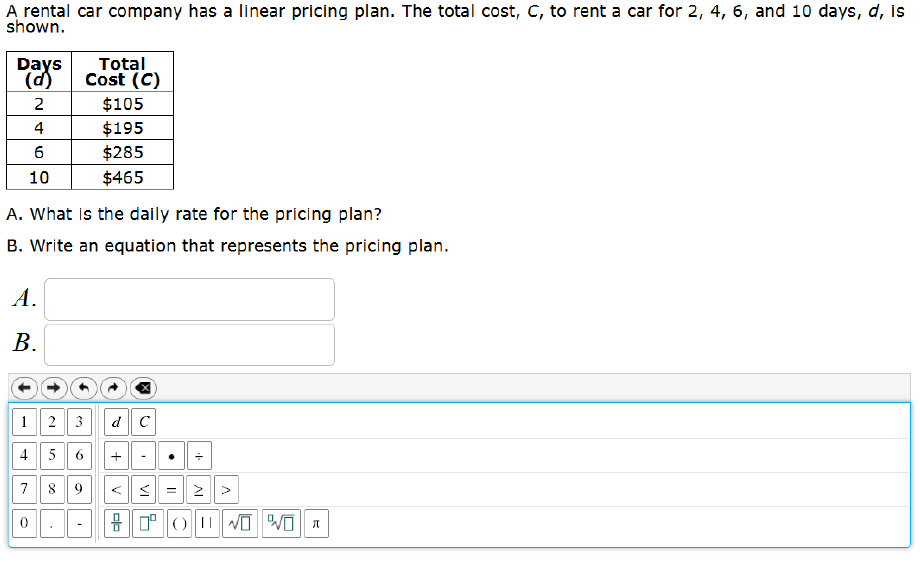 A rental car company has a linear pricing plan. The total cost, C, to rent a car for 2, 4, 6, and 10 days, d, is
shown.
Days (d) Total Cost (C)
2 $105
4 $195
6 $285
10 $465
A. What is the daily rate for the pricing plan?
B. Write an equation that represents the pricing plan.
A.
B.
1 2 3 d C
4 5 6 + - • ÷
7 8 9 < ≤ = ≥ >
0 . - ( ) | | √ √ π